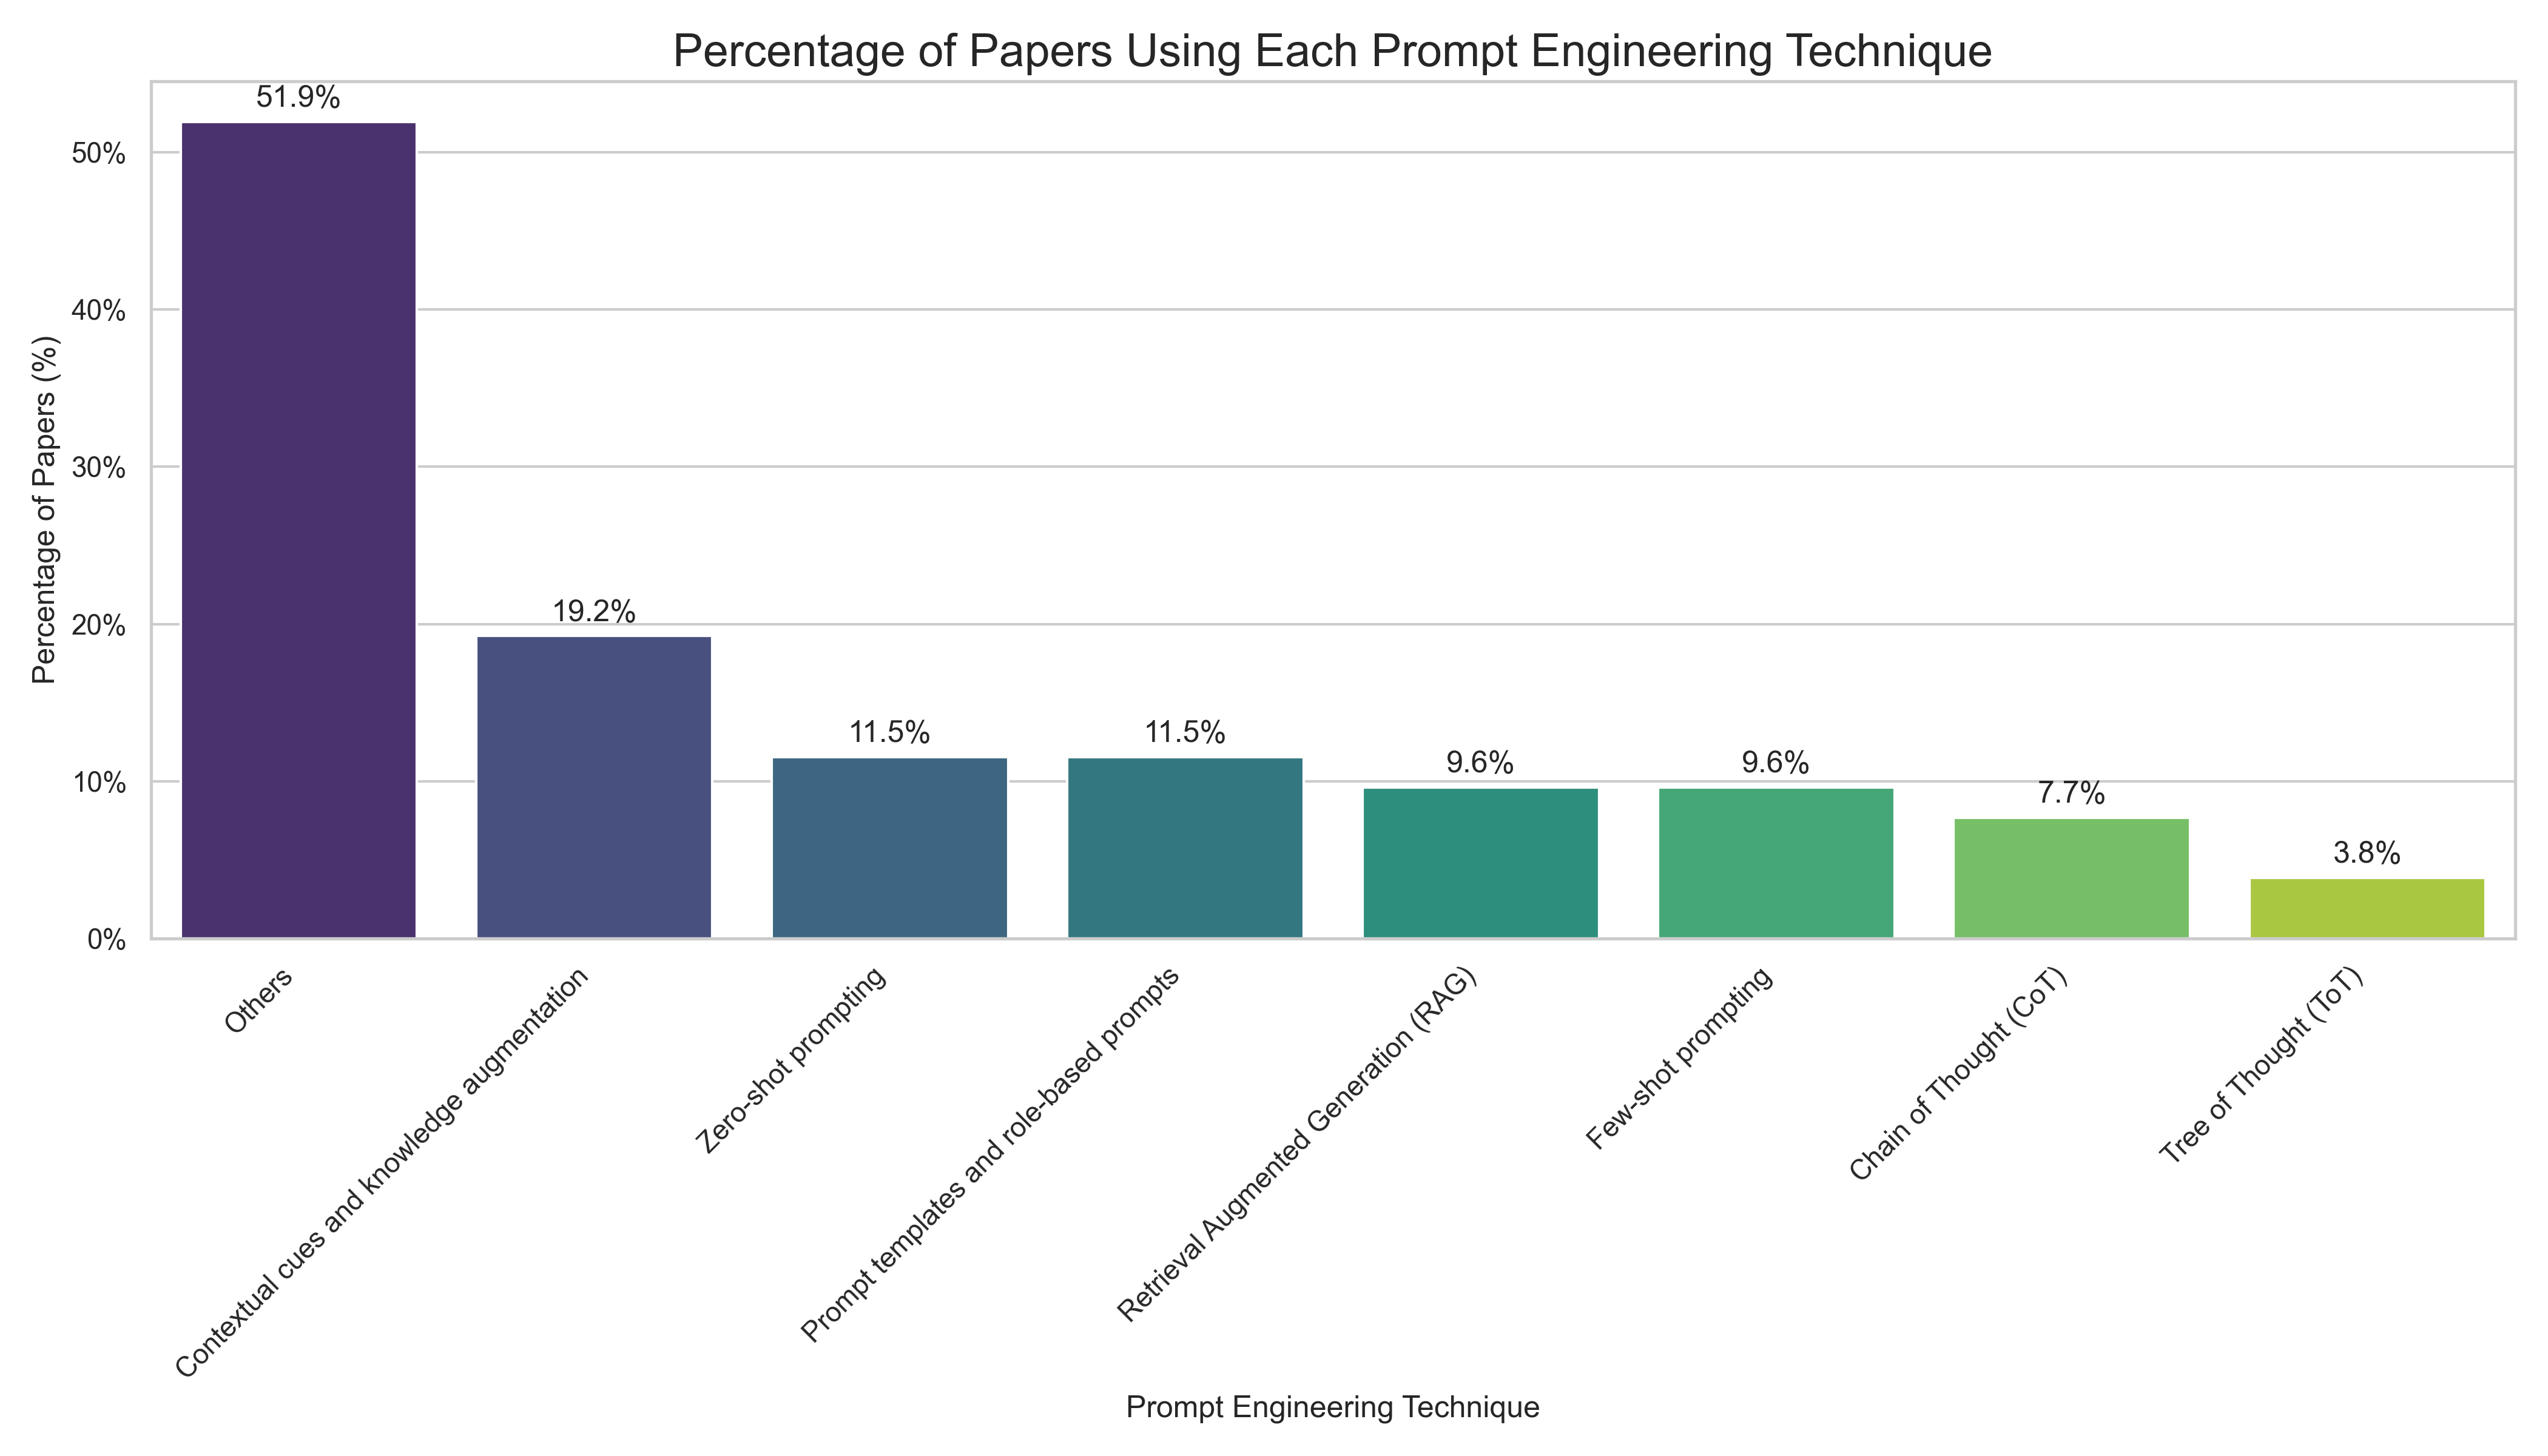 Percentage of Papers Using Each Prompt Engineering Technique
Percentage of Papers (%)
50%
40%
30%
20%
10%
0%
51.9%
19.2%
11.5%
11.5%
9.6%
9.6%
7.7%
3.8%
Others
Contextual cues and knowledge augmentation
Zero-shot prompting
Prompt templates and role-based prompts
Retrieval Augmented Generation (RAG)
Few-shot prompting
Chain of Thought (CoT)
Tree of Thought (ToT)
Prompt Engineering Technique